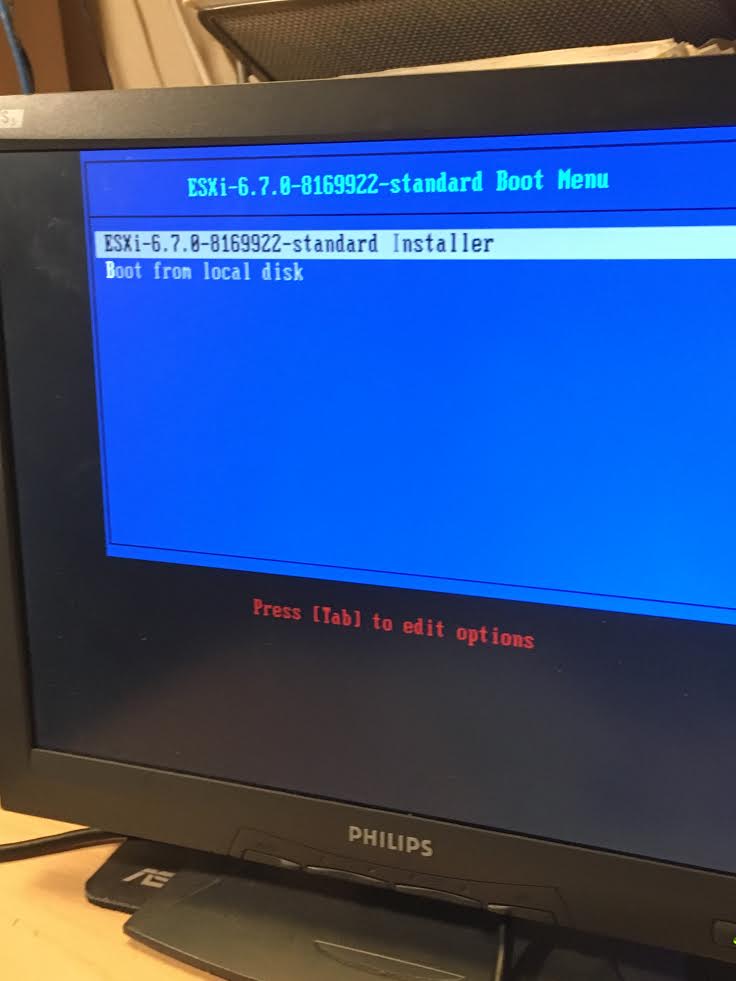 ESXi-6.7.0-8169922-standard Boot Menu
ESXi-6.7.0-8169922-standard Installer
Boot from local disk
Press [Tab] to edit options
PHILIPS